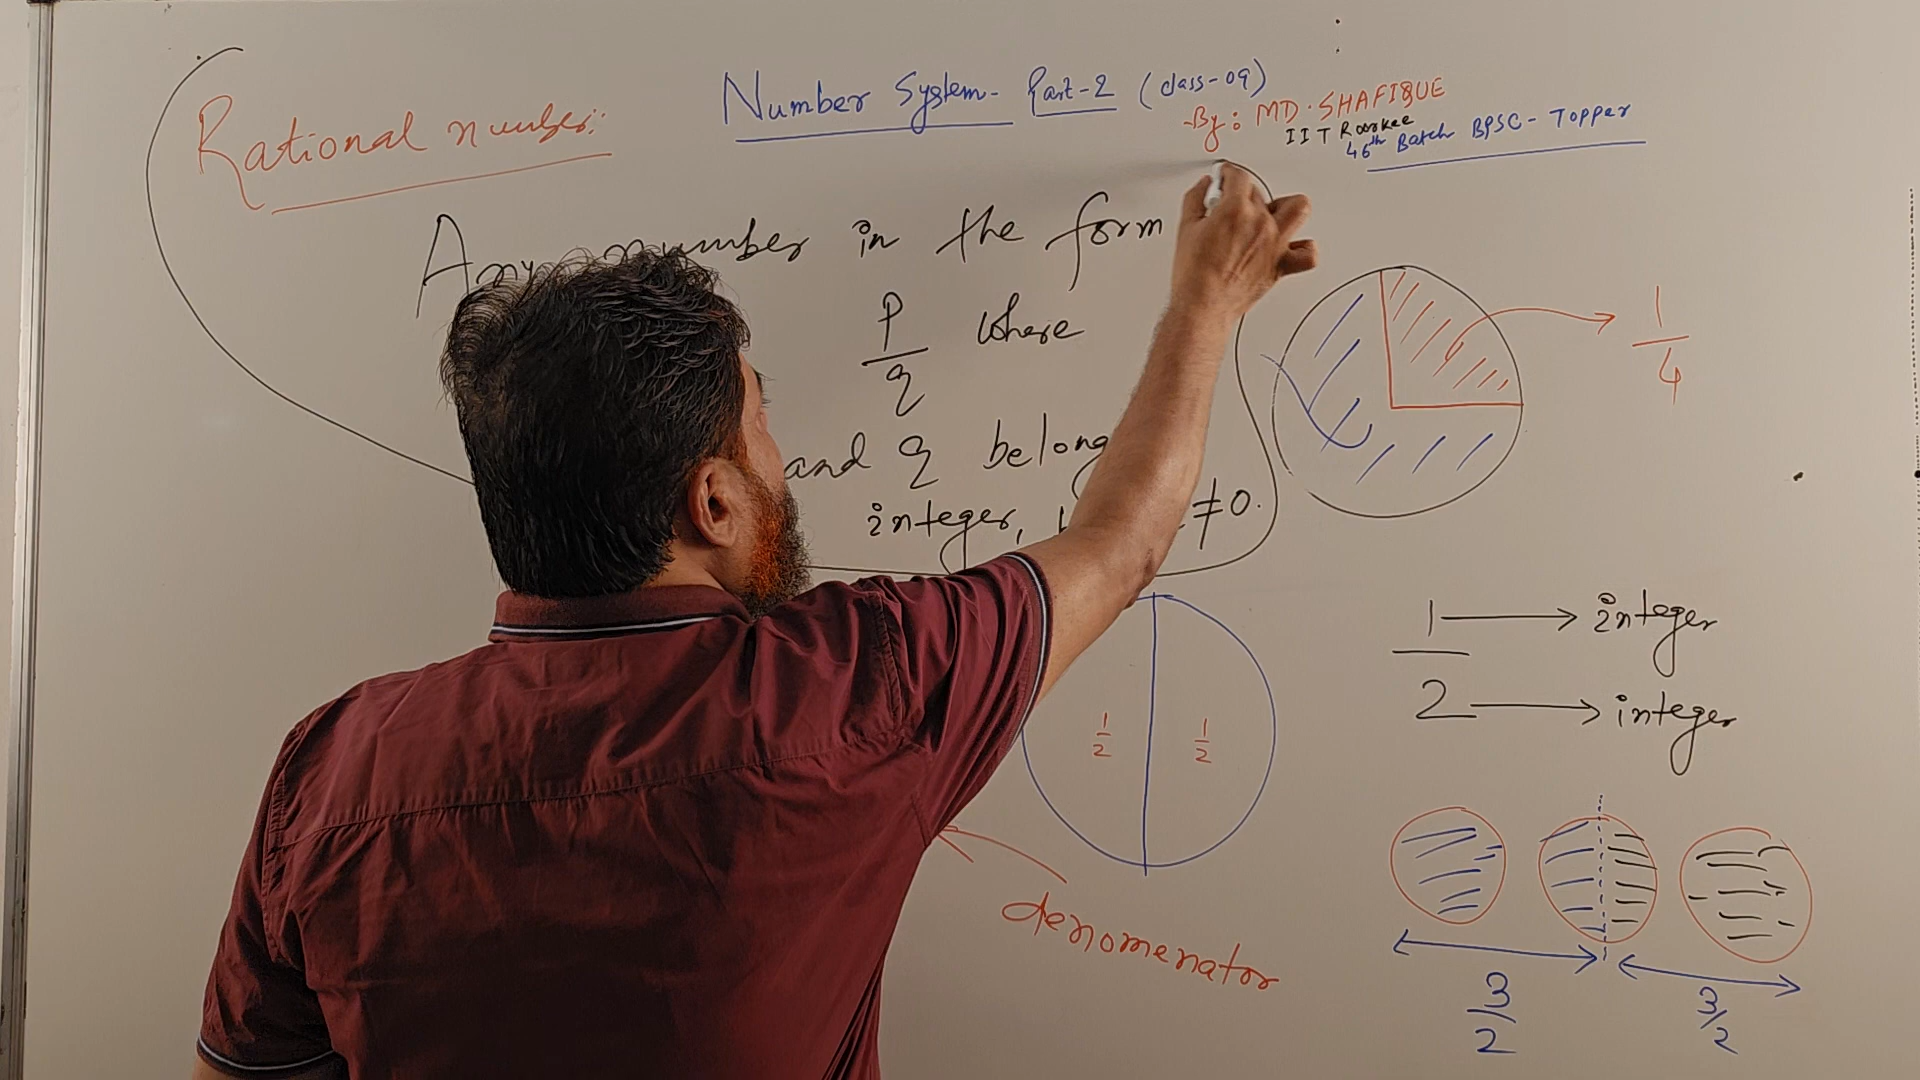 Number System- Part-2 (class-09)
By: MD. SHAFIQUE
IIT Roorkee
46th Batch BPSC- Topper
Rational number:
Any number in the form
P/q where
and q belong
integer, ≠0.
1/4
1 → integer
2 → integer
1/2 1/2
denomenator
3/2 3/2